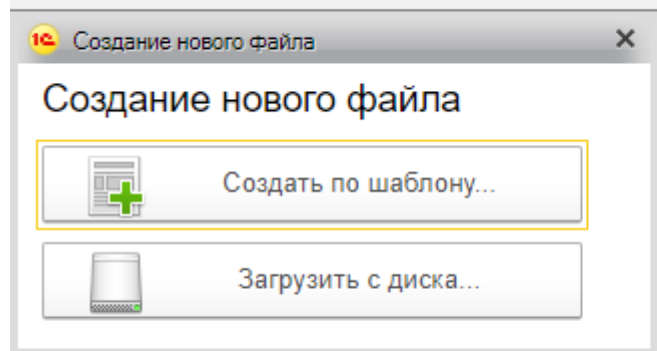 1С Создание нового файла
Создание нового файла
Создать по шаблону...
Загрузить с диска...